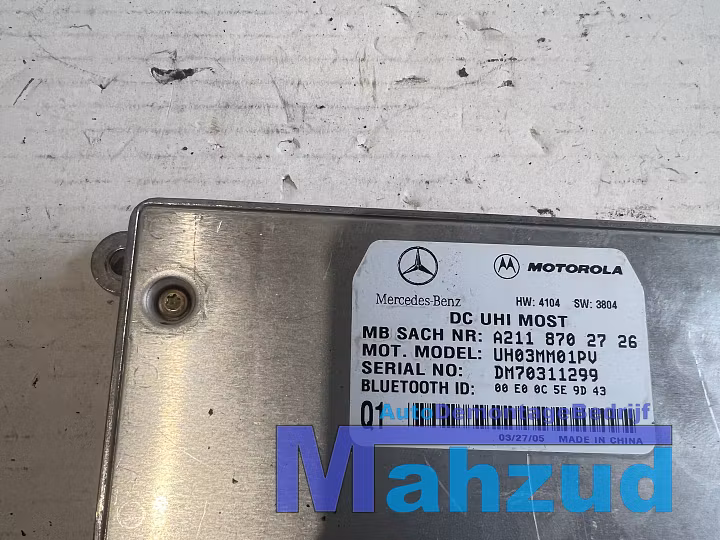 MOTOROLA
Mercedes-Benz HW: 4104 SW: 3804
DC UHI MOST
MB SACH NR: A211 870 27 26
MOT. MODEL: UH03MM01PV
SERIAL NO: DM70311299
BLUETOOTH ID: 00 E0 0C 5E 9D 43
Q1
AutoDemontageBedrijf
03/27/05 MADE IN CHINA
Mahzud